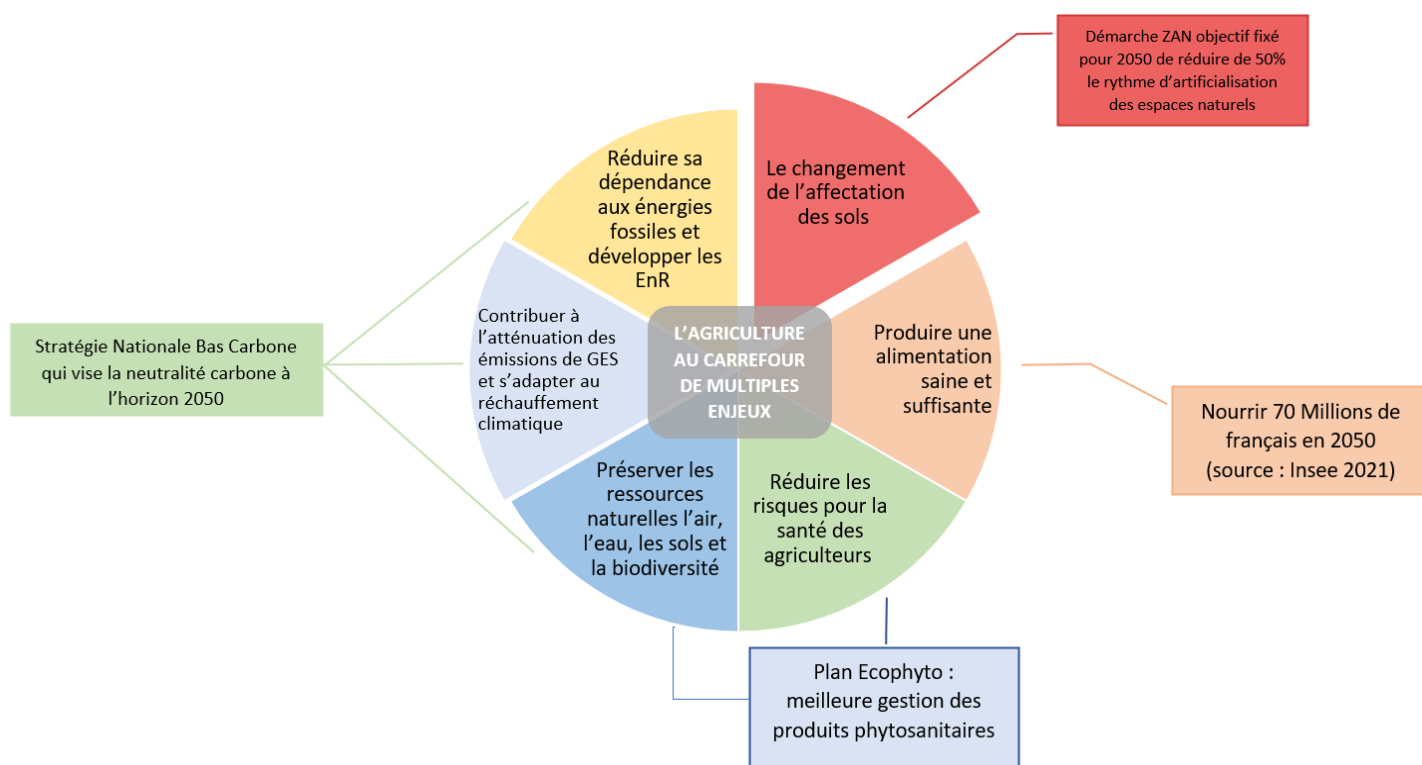 Démarche ZAN objectif fixé
pour 2050 de réduire de 50%
le rythme d’artificialisation
des espaces naturels
Réduire sa
dépendance
aux énergies
fossiles et
développer les
EnR
Le changement
de l’affectation
des sols
Contribuer à
l’atténuation des
émissions de GES
et s’adapter au
réchauffement
climatique
L’AGRICULTURE
AU CARREFOUR
DE MULTIPLES
ENJEUX
Produire une
alimentation
saine et
suffisante
Stratégie Nationale Bas Carbone
qui vise la neutralité carbone à
l’horizon 2050
Nourrir 70 Millions de
français en 2050
(source : Insee 2021)
Préserver les
ressources
naturelles l’air,
l’eau, les sols et
la biodiversité
Réduire les
risques pour la
santé des
agriculteurs
Plan Ecophyto :
meilleure gestion des
produits phytosanitaires